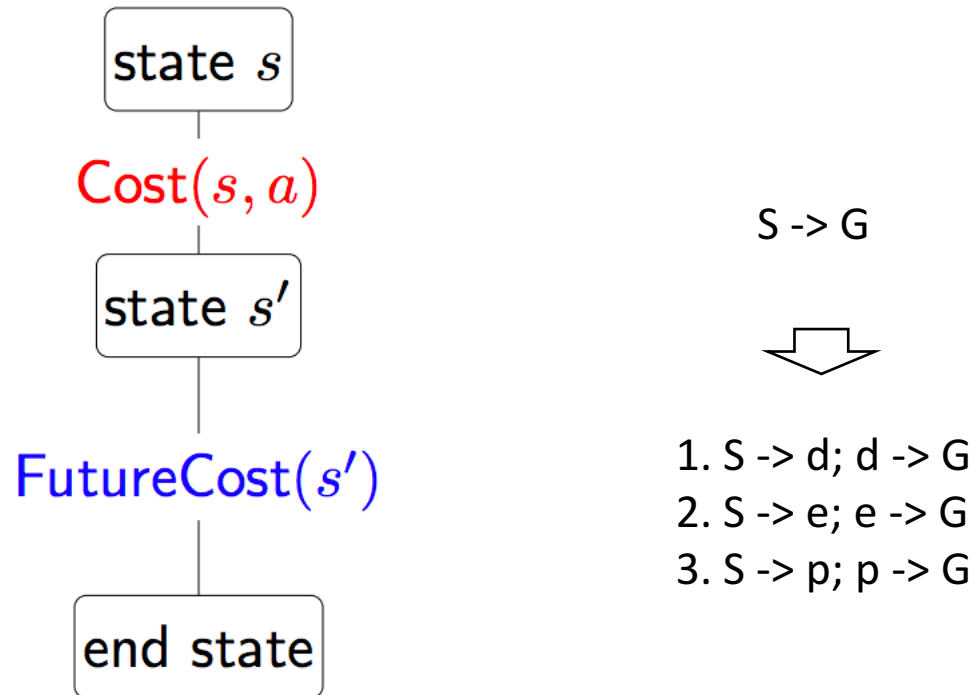 state s
Cost(s, a)
state s′
FutureCost(s′)
end state
S -> G
1. S -> d; d -> G
2. S -> e; e -> G
3. S -> p; p -> G